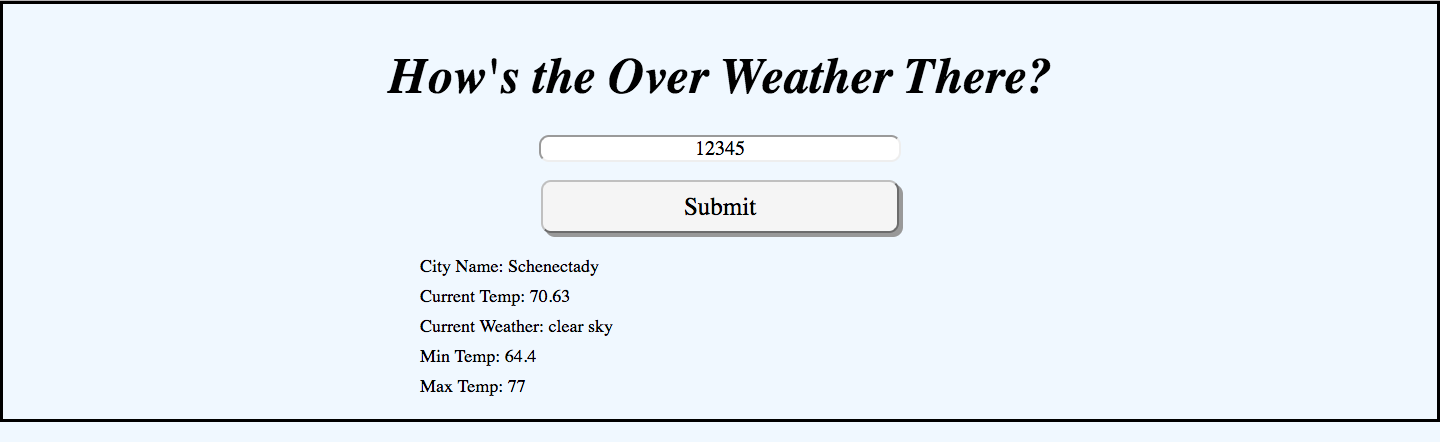 How's the Over Weather There?
12345
Submit
City Name: Schenectady
Current Temp: 70.63
Current Weather: clear sky
Min Temp: 64.4
Max Temp: 77